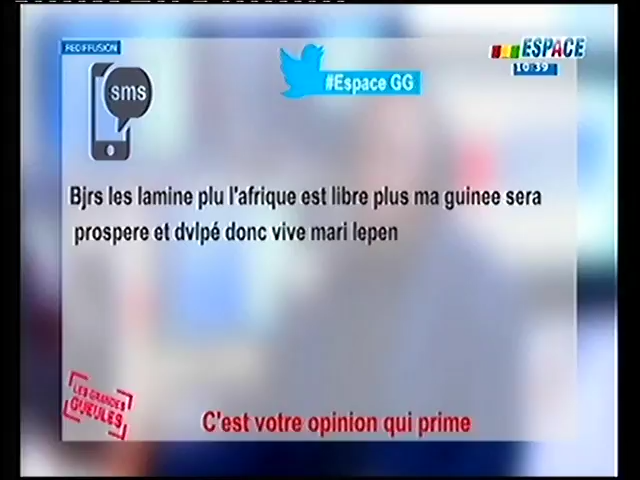 REDIFFUSION
ESPACE
10:39
sms
#Espace GG
Bjrs les lamine plu l'afrique est libre plus ma guinee sera
prospere et dvlpé donc vive mari lepen
LES GRANDES
GUEULES
C'est votre opinion qui prime